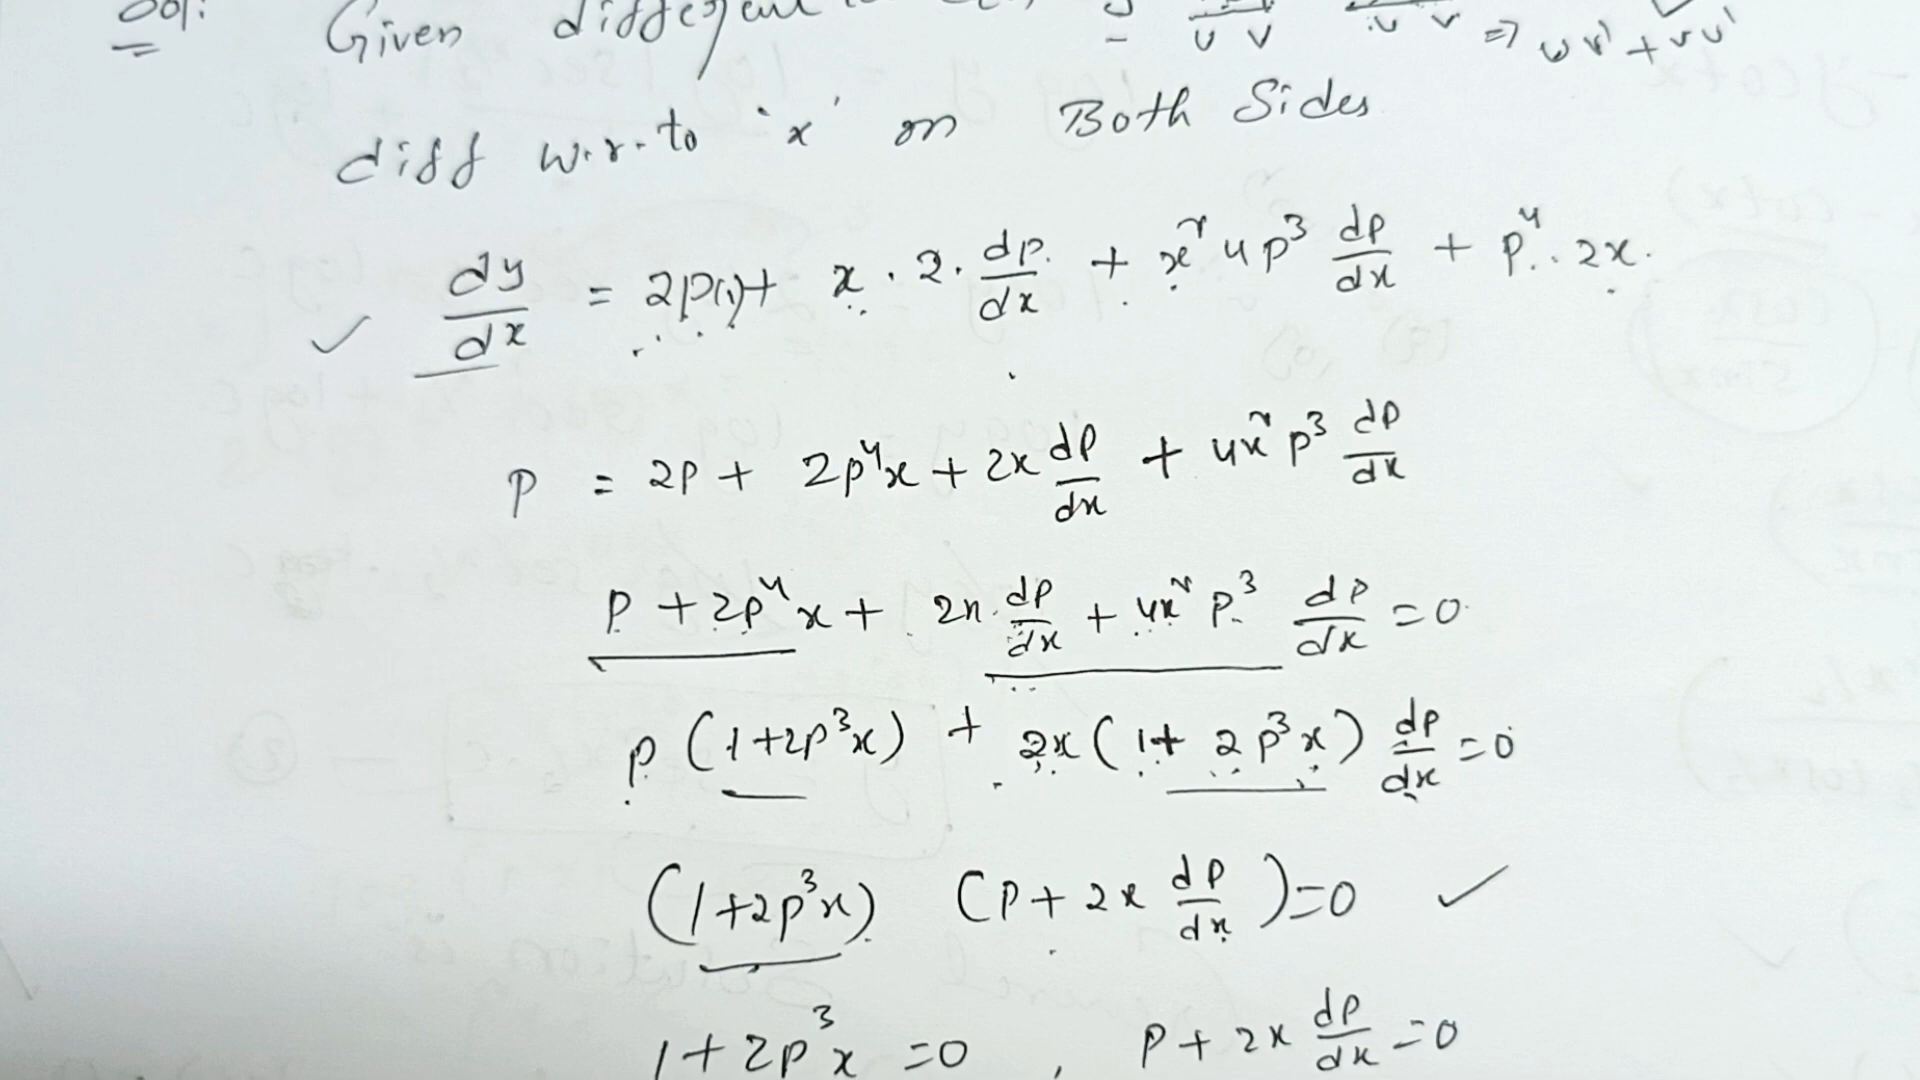 Sol:
Given different
U V U V ⇒ uv' + vu'
diff w.r.to 'x' on Both Sides
dy/dx = 2p(1) + x . 2 . dp/dx + x² 4p³ dp/dx + p⁴ . 2x.
p = 2p + 2p⁴x + 2x dp/dx + 4x² p³ dp/dx
p + 2p⁴x + 2x . dp/dx + 4x² p³ dp/dx = 0
p (1+2p³x) + 2x (1+ 2p³x) dp/dx = 0
(1+2p³x) (p + 2x dp/dx) = 0
1 + 2p³x = 0 , p + 2x dp/dx = 0